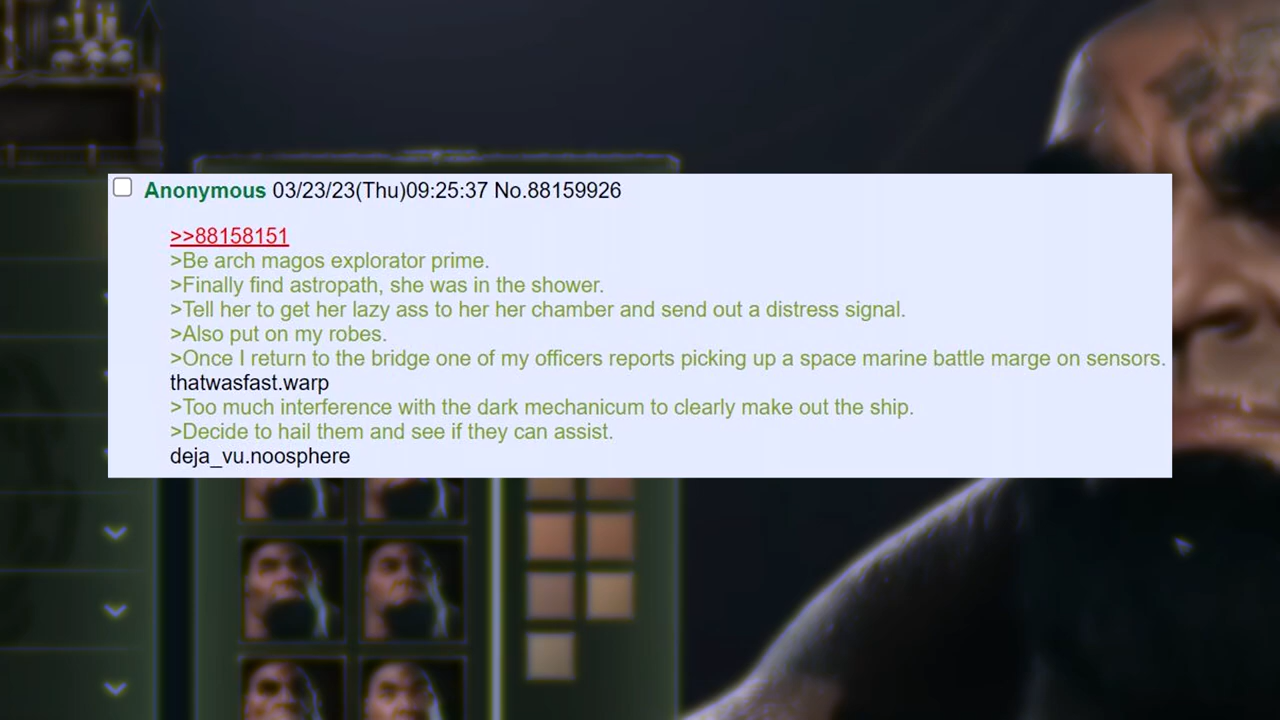 Anonymous 03/23/23(Thu)09:25:37 No.88159926
>>88158151
>Be arch magos explorator prime.
>Finally find astropath, she was in the shower.
>Tell her to get her lazy ass to her her chamber and send out a distress signal.
>Also put on my robes.
>Once I return to the bridge one of my officers reports picking up a space marine battle marge on sensors.
thatwasfast.warp
>Too much interference with the dark mechanicum to clearly make out the ship.
>Decide to hail them and see if they can assist.
deja_vu.noosphere